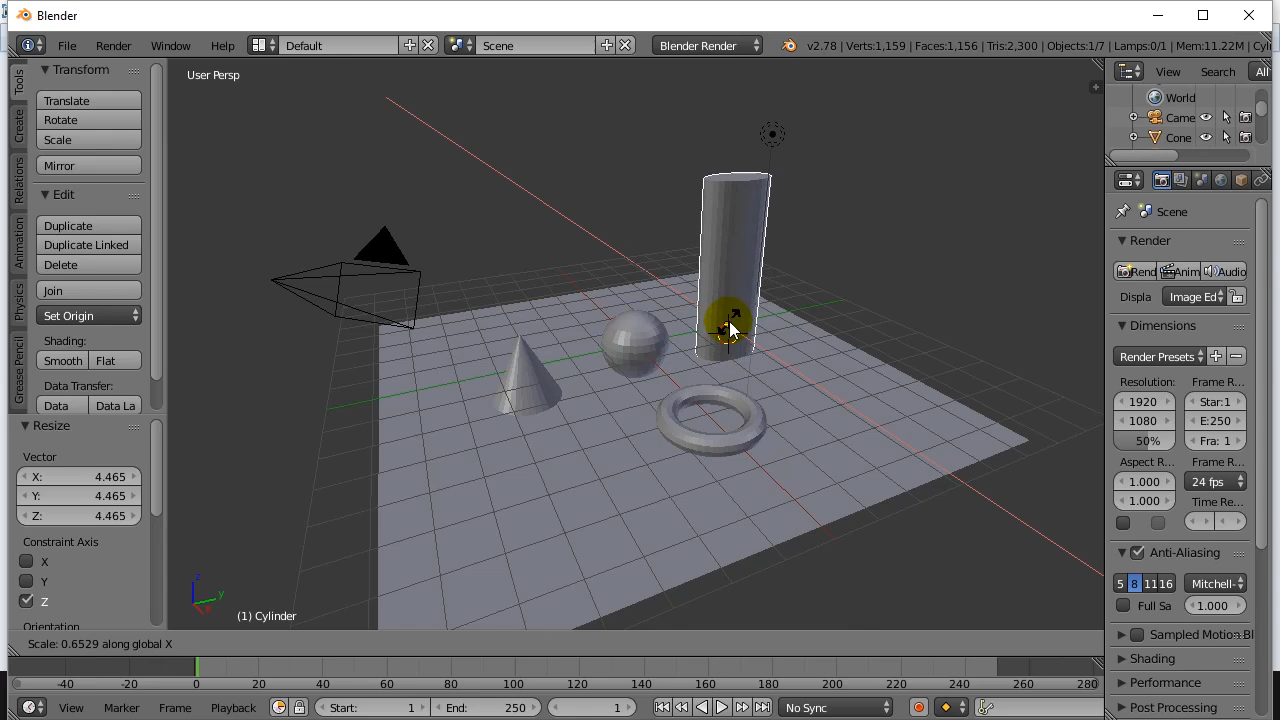 Blender
File Render Window Help Default Scene Blender Render v2.78 | Verts:1,159 | Faces:1,156 | Tris:2,300 | Objects:1/7 | Lamps:0/1 | Mem:11.22M | Cyli
Tools
Create
Relations
Animation
Physics
Grease Pencil
Transform
Translate
Rotate
Scale
Mirror
Edit
Duplicate
Duplicate Linked
Delete
Join
Set Origin
Shading:
Smooth Flat
Data Transfer:
Data Data La
Resize
Vector
X: 4.465
Y: 4.465
Z: 4.465
Constraint Axis
X
Y
Z
Orientation
User Persp
z
y
(1) Cylinder
Scale: 0.6529 along global X
View Search All
World
Came
Cone
Scene
Render
Rend Anim Audio
Displa Image Ed
Dimensions
Render Presets
Resolution: Frame R...
1920 Star:1
1080 E:250
50% Fra: 1
Aspect R... Frame R...
1.000 24 fps
1.000 Time Re...
Anti-Aliasing
5 8 11 16 Mitchell-
Full Sa 1.000
Sampled Motion Bl
Shading
Performance
Post Processing
-40 -20 0 20 40 60 80 100 120 140 160 180 200 220 240 260 280
View Marker Frame Playback Start: 1 End: 250 1 No Sync